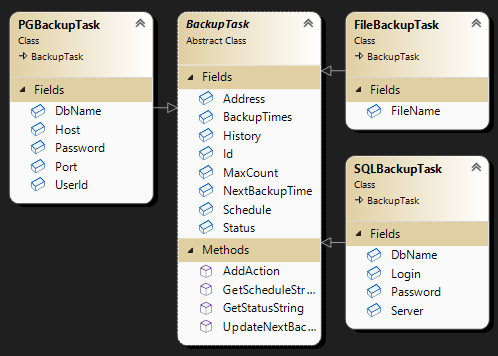 PGBackupTask
Class
BackupTask
Fields
DbName
Host
Password
Port
UserId
BackupTask
Abstract Class
Fields
Address
BackupTimes
History
Id
MaxCount
NextBackupTime
Schedule
Status
Methods
AddAction
GetScheduleStr...
GetStatusString
UpdateNextBac...
FileBackupTask
Class
BackupTask
Fields
FileName
SQLBackupTask
Class
BackupTask
Fields
DbName
Login
Password
Server